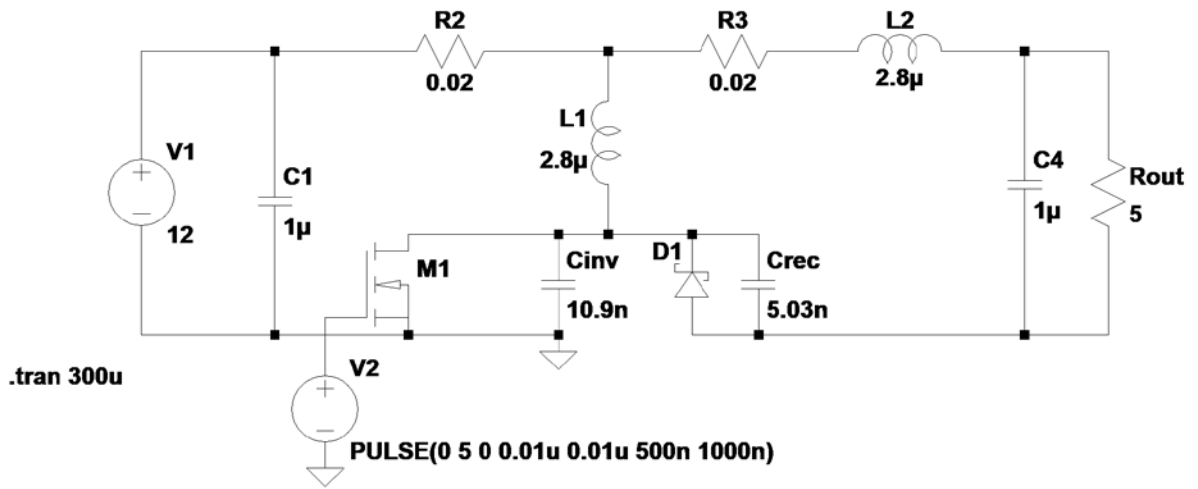 R2
0.02
R3
0.02
L2
2.8µ
L1
2.8µ
V1
12
C1
1µ
C4
1µ
Rout
5
M1
Cinv
10.9n
D1
Crec
5.03n
.tran 300u
V2
PULSE(0 5 0 0.01u 0.01u 500n 1000n)